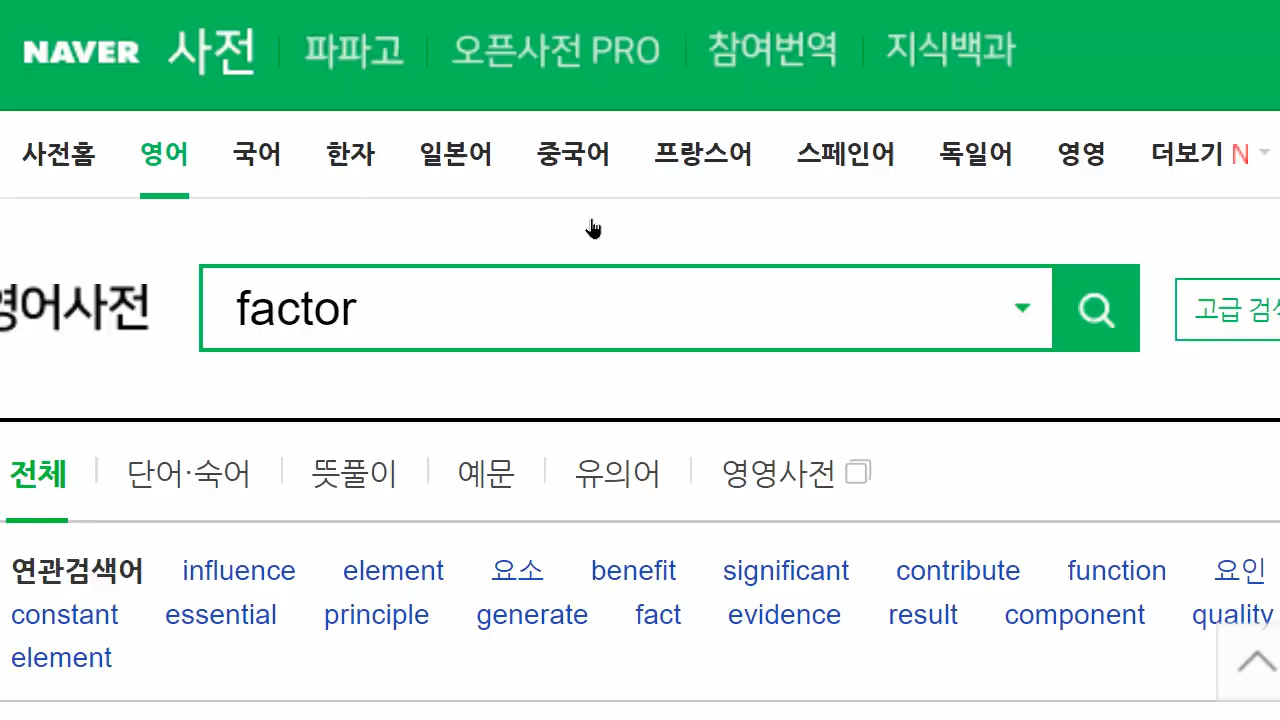 NAVER 사전 파파고 오픈사전 PRO 참여번역 지식백과
사전홈 영어 국어 한자 일본어 중국어 프랑스어 스페인어 독일어 영영 더보기 N
영어사전 factor 고급 검색
전체 단어·숙어 뜻풀이 예문 유의어 영영사전
연관검색어 influence element 요소 benefit significant contribute function 요인
constant essential principle generate fact evidence result component quality
element